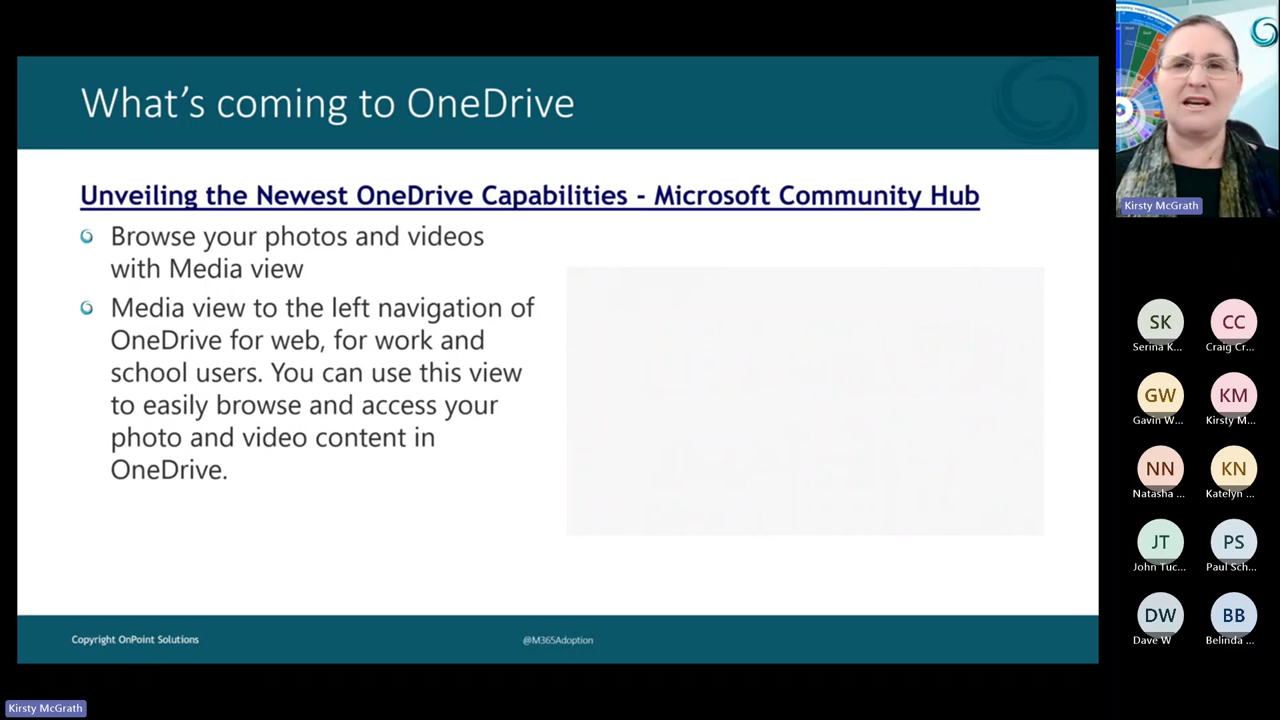 What's coming to OneDrive
Unveiling the Newest OneDrive Capabilities - Microsoft Community Hub
Browse your photos and videos
with Media view
Media view to the left navigation of
OneDrive for web, for work and
school users. You can use this view
to easily browse and access your
photo and video content in
OneDrive.
Copyright OnPoint Solutions
@M365Adoption
Kirsty McGrath
Kirsty McGrath
SK
CC
Serina K...
Craig Cr...
GW
KM
Gavin W...
Kirsty M...
NN
KN
Natasha ...
Katelyn ...
JT
PS
John Tuc...
Paul Sch...
DW
BB
Dave W
Belinda ...